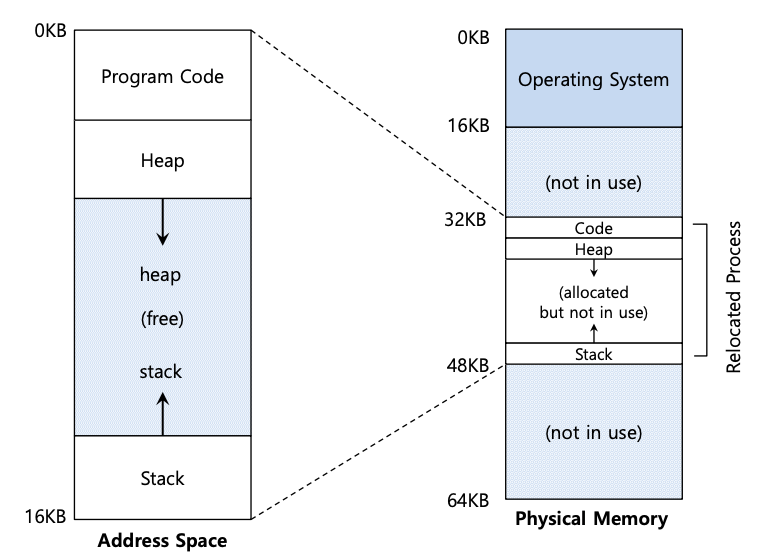 0KB
Program Code
Heap
heap
(free)
stack
Stack
16KB
Address Space
0KB
Operating System
16KB
(not in use)
32KB
Code
Heap
(allocated
but not in use)
Stack
48KB
(not in use)
64KB
Physical Memory
Relocated Process